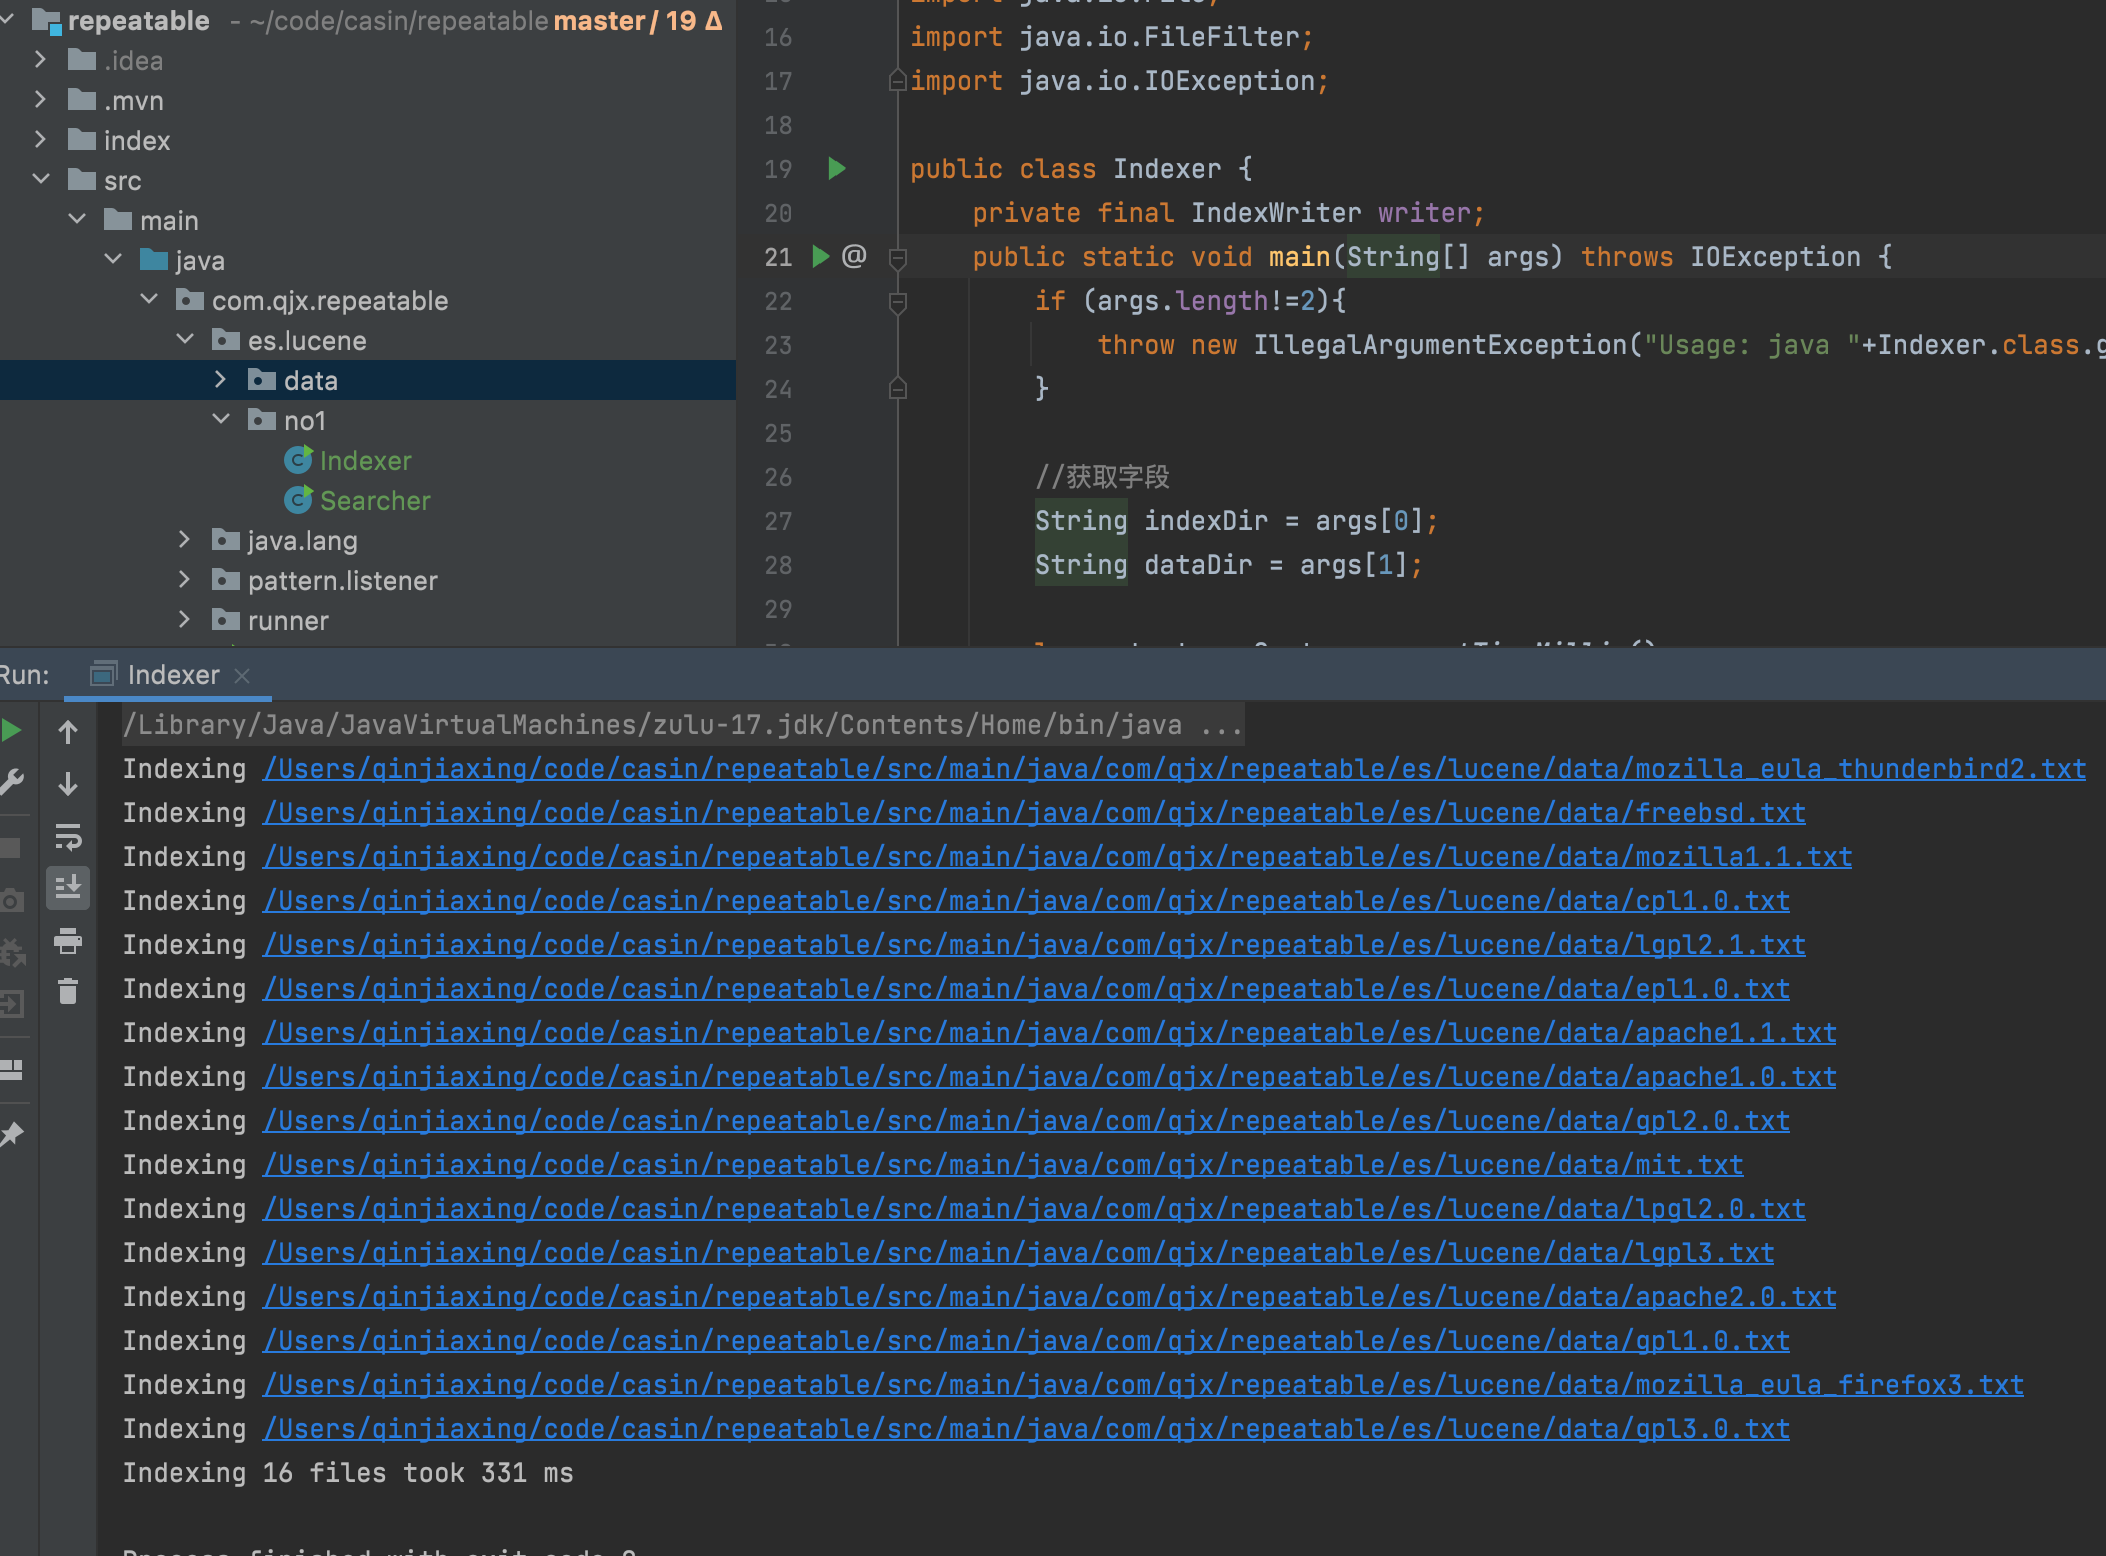 repeatable - ~/code/casin/repeatable master / 19 Δ
.idea
.mvn
index
src
main
java
com.qjx.repeatable
es.lucene
data
no1
Indexer
Searcher
java.lang
pattern.listener
runner
16 import java.io.FileFilter;
17 import java.io.IOException;
18
19 public class Indexer {
20 private final IndexWriter writer;
21 @ public static void main(String[] args) throws IOException {
22 if (args.length!=2){
23 throw new IllegalArgumentException("Usage: java "+Indexer.class.g
24 }
25
26 //获取字段
27 String indexDir = args[0];
28 String dataDir = args[1];
29
Run: Indexer
/Library/Java/JavaVirtualMachines/zulu-17.jdk/Contents/Home/bin/java ...
Indexing /Users/qinjiaxing/code/casin/repeatable/src/main/java/com/qjx/repeatable/es/lucene/data/mozilla_eula_thunderbird2.txt
Indexing /Users/qinjiaxing/code/casin/repeatable/src/main/java/com/qjx/repeatable/es/lucene/data/freebsd.txt
Indexing /Users/qinjiaxing/code/casin/repeatable/src/main/java/com/qjx/repeatable/es/lucene/data/mozilla1.1.txt
Indexing /Users/qinjiaxing/code/casin/repeatable/src/main/java/com/qjx/repeatable/es/lucene/data/cpl1.0.txt
Indexing /Users/qinjiaxing/code/casin/repeatable/src/main/java/com/qjx/repeatable/es/lucene/data/lgpl2.1.txt
Indexing /Users/qinjiaxing/code/casin/repeatable/src/main/java/com/qjx/repeatable/es/lucene/data/epl1.0.txt
Indexing /Users/qinjiaxing/code/casin/repeatable/src/main/java/com/qjx/repeatable/es/lucene/data/apache1.1.txt
Indexing /Users/qinjiaxing/code/casin/repeatable/src/main/java/com/qjx/repeatable/es/lucene/data/apache1.0.txt
Indexing /Users/qinjiaxing/code/casin/repeatable/src/main/java/com/qjx/repeatable/es/lucene/data/gpl2.0.txt
Indexing /Users/qinjiaxing/code/casin/repeatable/src/main/java/com/qjx/repeatable/es/lucene/data/mit.txt
Indexing /Users/qinjiaxing/code/casin/repeatable/src/main/java/com/qjx/repeatable/es/lucene/data/lpgl2.0.txt
Indexing /Users/qinjiaxing/code/casin/repeatable/src/main/java/com/qjx/repeatable/es/lucene/data/lgpl3.txt
Indexing /Users/qinjiaxing/code/casin/repeatable/src/main/java/com/qjx/repeatable/es/lucene/data/apache2.0.txt
Indexing /Users/qinjiaxing/code/casin/repeatable/src/main/java/com/qjx/repeatable/es/lucene/data/gpl1.0.txt
Indexing /Users/qinjiaxing/code/casin/repeatable/src/main/java/com/qjx/repeatable/es/lucene/data/mozilla_eula_firefox3.txt
Indexing /Users/qinjiaxing/code/casin/repeatable/src/main/java/com/qjx/repeatable/es/lucene/data/gpl3.0.txt
Indexing 16 files took 331 ms